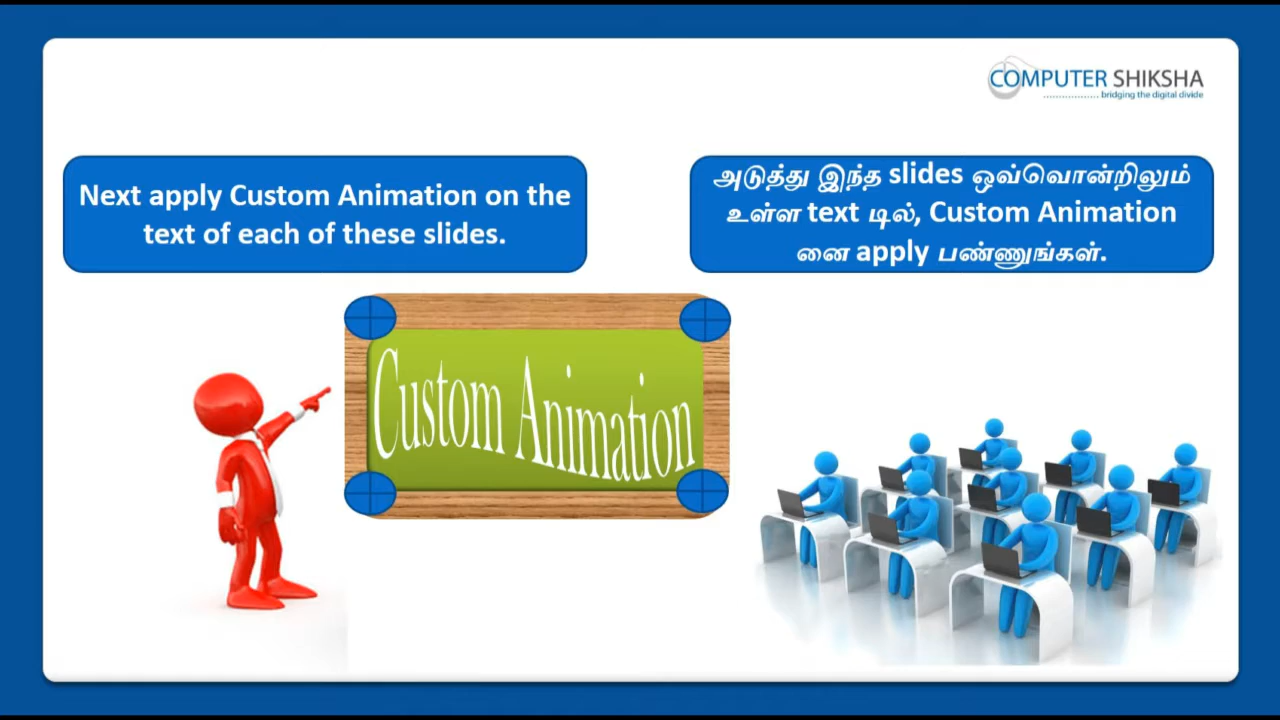 COMPUTER SHIKSHA
bridging the digital divide
Next apply Custom Animation on the
text of each of these slides.
அடுத்து இந்த slides ஒவ்வொன்றிலும்
உள்ள text டில், Custom Animation
னை apply பண்ணுங்கள்.
Custom Animation